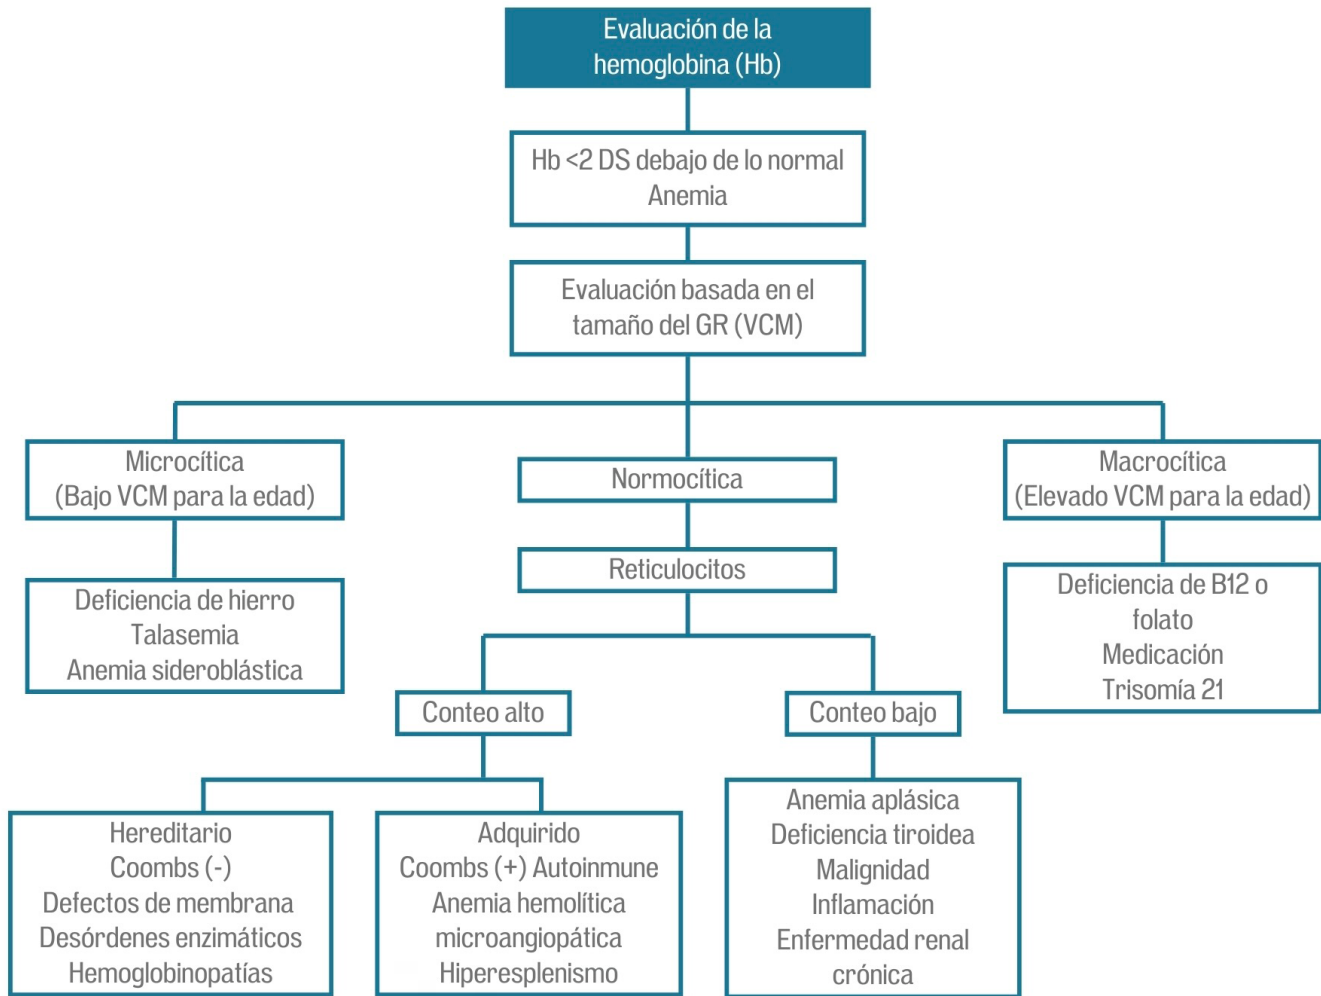 Evaluación de la
hemoglobina (Hb)
Hb <2 DS debajo de lo normal
Anemia
Evaluación basada en el
tamaño del GR (VCM)
Microcítica
(Bajo VCM para la edad)
Normocítica
Macrocítica
(Elevado VCM para la edad)
Deficiencia de hierro
Talasemia
Anemia sideroblástica
Reticulocitos
Deficiencia de B12 o
folato
Medicación
Trisomía 21
Conteo alto
Conteo bajo
Hereditario
Coombs (-)
Defectos de membrana
Desórdenes enzimáticos
Hemoglobinopatías
Adquirido
Coombs (+) Autoinmune
Anemia hemolítica
microangiopática
Hiperesplenismo
Anemia aplásica
Deficiencia tiroidea
Malignidad
Inflamación
Enfermedad renal
crónica